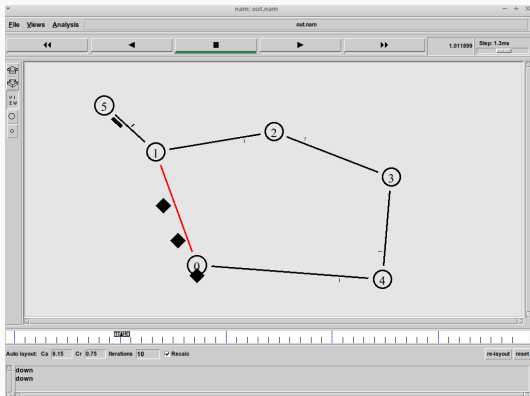 nam: out.nam
File Views Analysis out.nam
1.011899 Step: 1.3ms
5
1
2
3
0
4
Auto layout: Ca 0.15 Cr 0.75 Iterations 10 Recalc re-layout reset
down
down